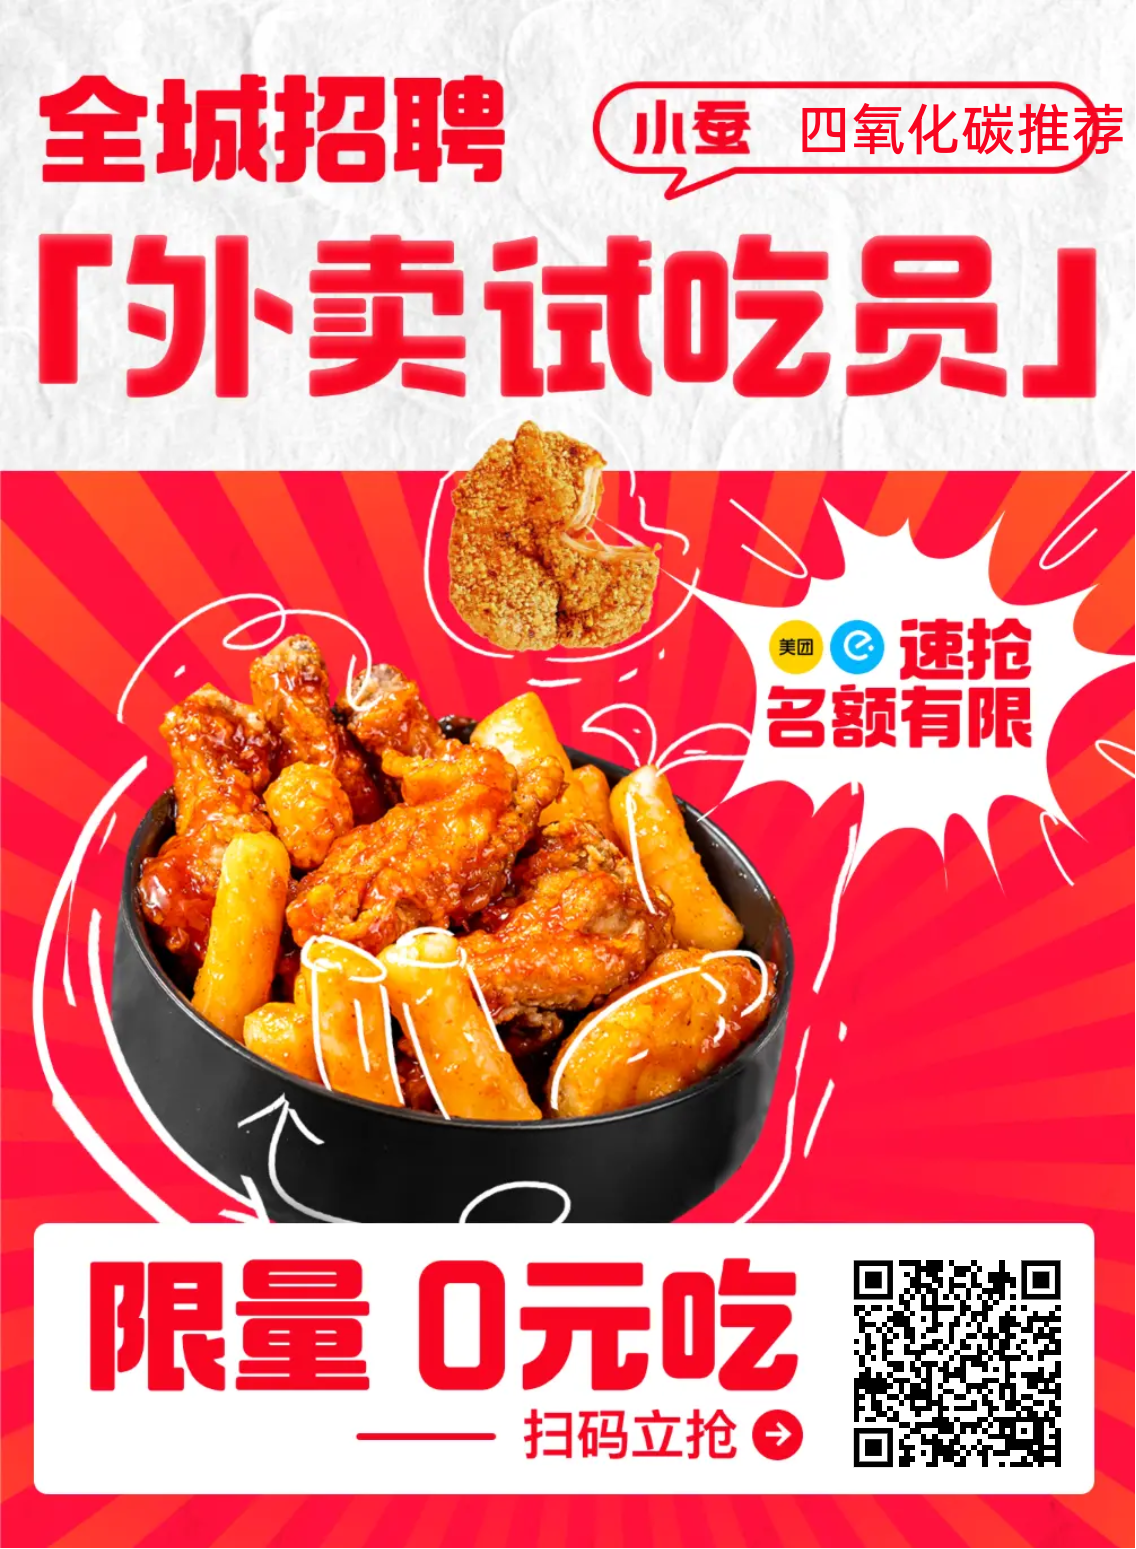 全城招聘
小蚕 四氧化碳推荐
「外卖试吃员」
美团 e 速抢
名额有限
限量 0元吃
扫码立抢